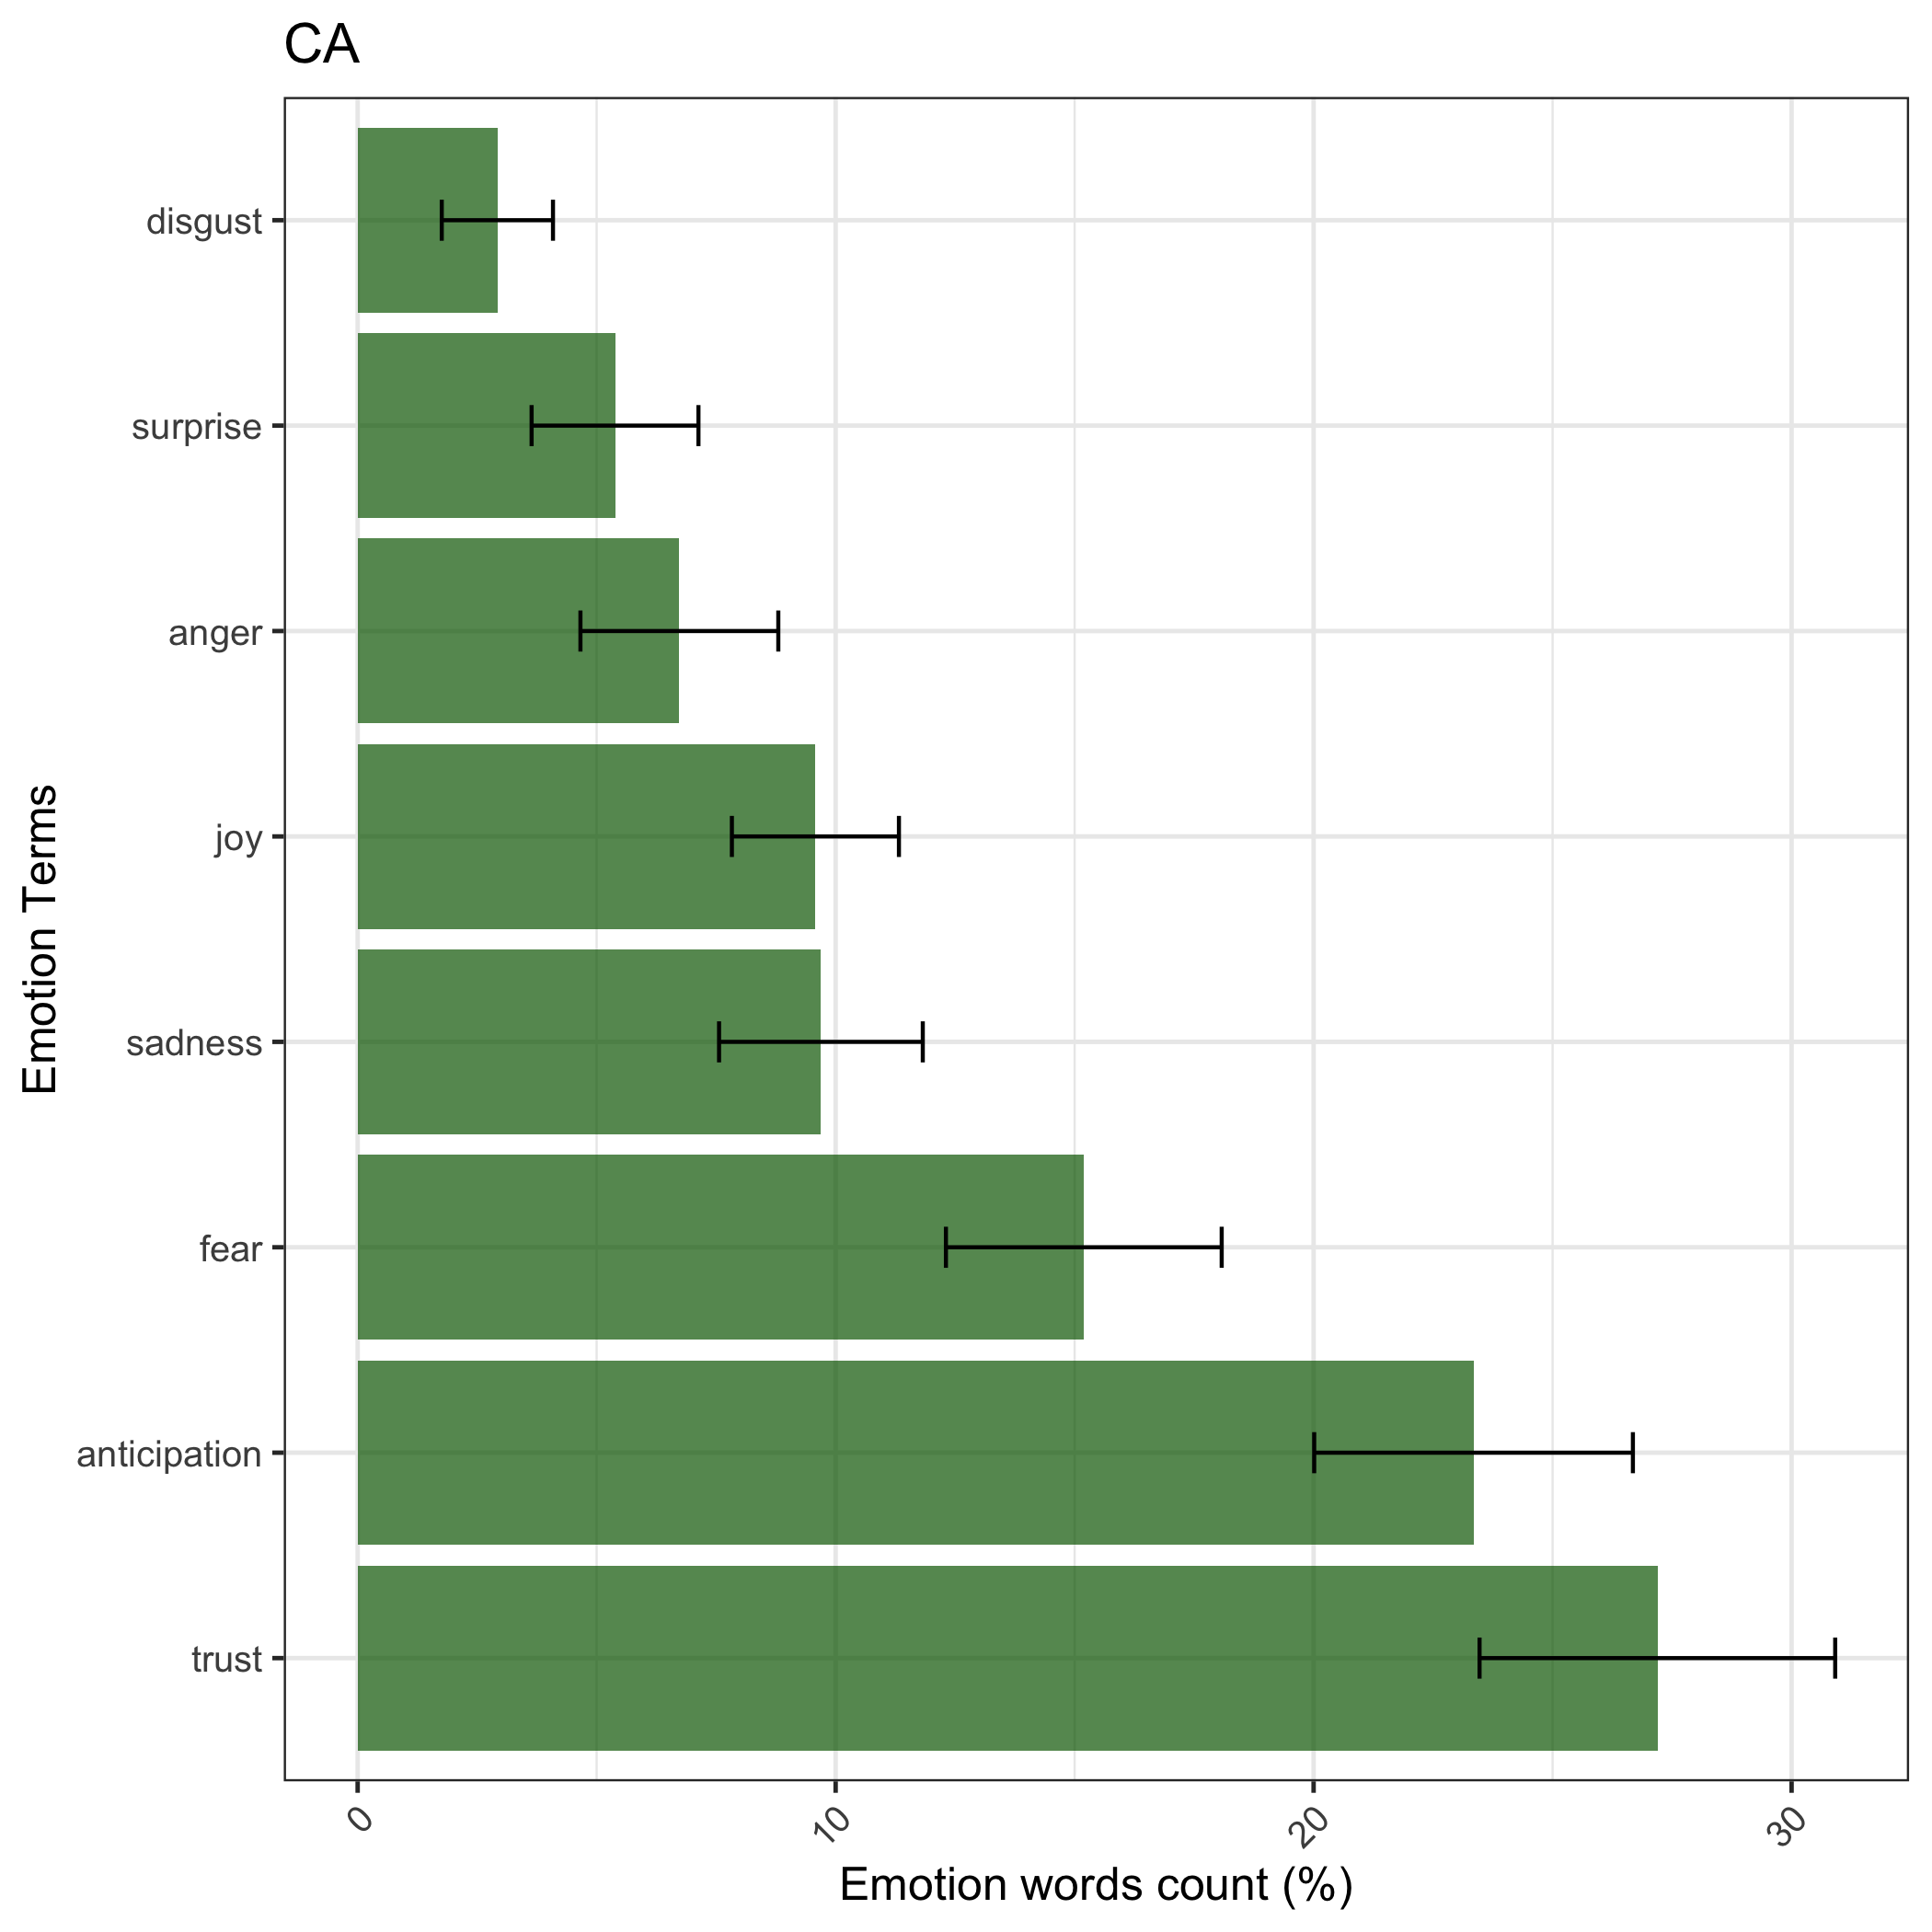 CA
Emotion Terms
disgust
surprise
anger
joy
sadness
fear
anticipation
trust
0
10
20
30
Emotion words count (%)